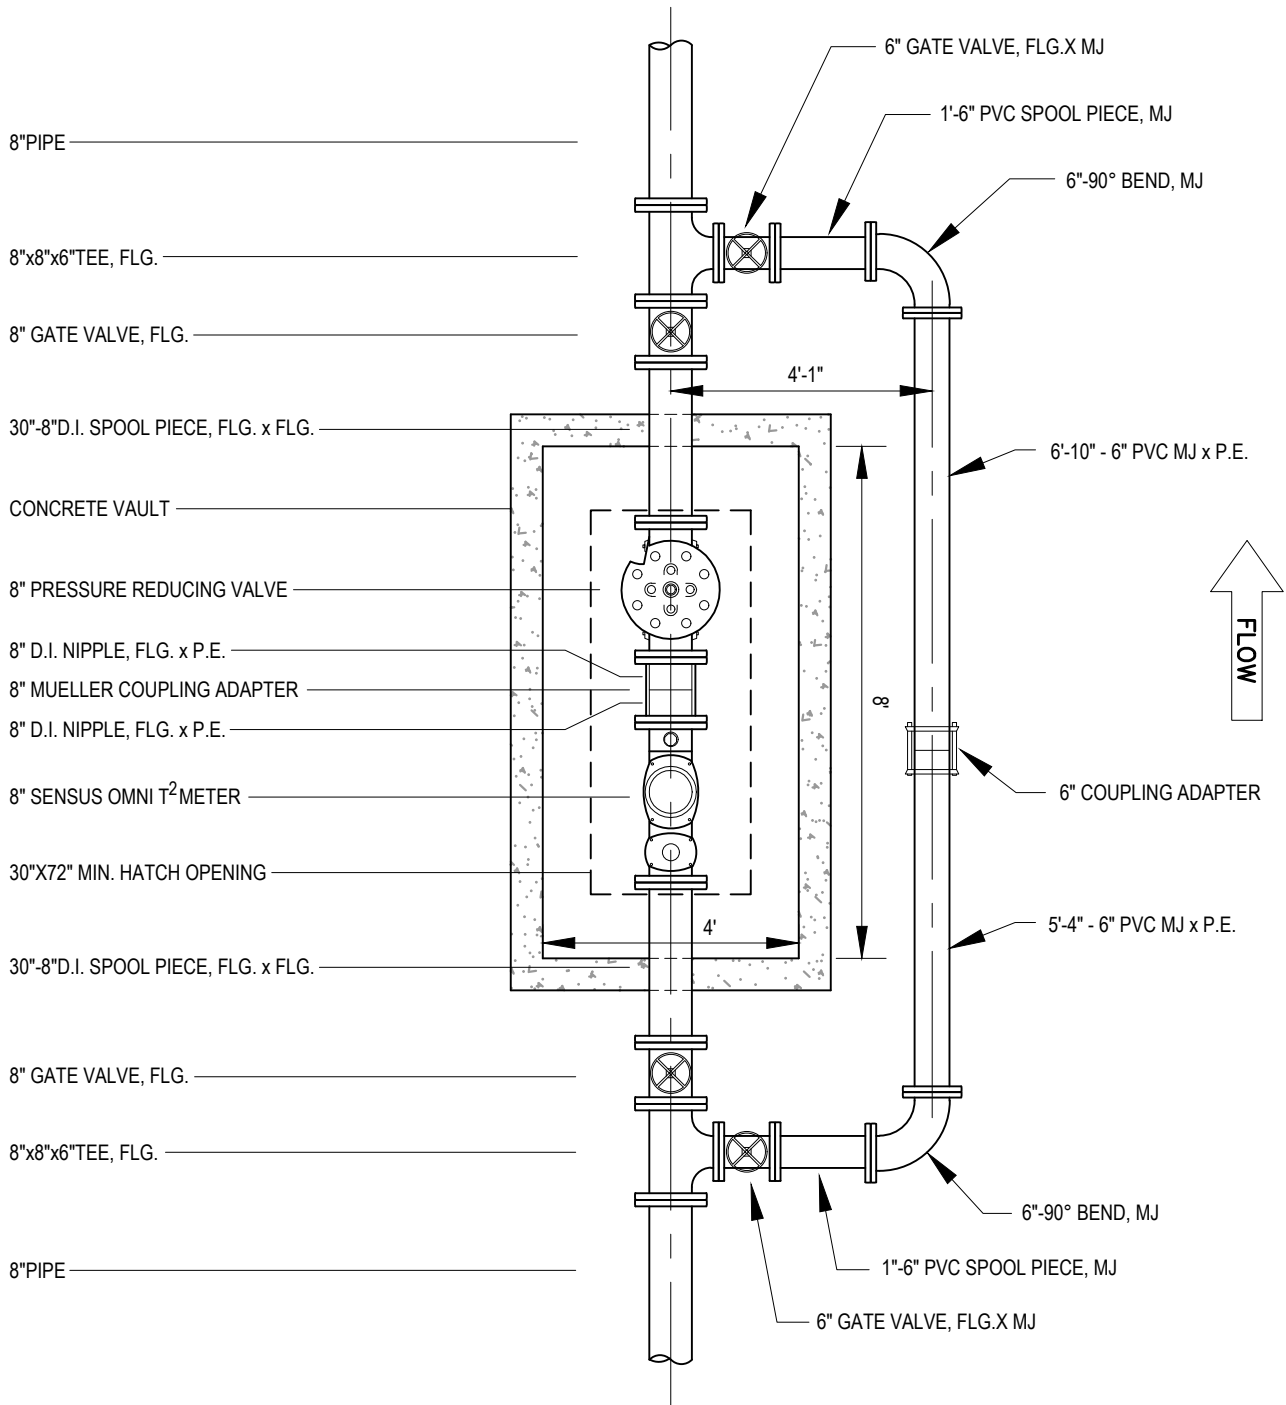 6" GATE VALVE, FLG.X MJ
1'-6" PVC SPOOL PIECE, MJ
8"PIPE
6"-90° BEND, MJ
8"x8"x6"TEE, FLG.
8" GATE VALVE, FLG.
4'-1"
30"-8"D.I. SPOOL PIECE, FLG. x FLG.
6'-10" - 6" PVC MJ x P.E.
CONCRETE VAULT
8" PRESSURE REDUCING VALVE
FLOW
8" D.I. NIPPLE, FLG. x P.E.
8" MUELLER COUPLING ADAPTER
8'
8" D.I. NIPPLE, FLG. x P.E.
8" SENSUS OMNI T2 METER
6" COUPLING ADAPTER
30"X72" MIN. HATCH OPENING
4'
5'-4" - 6" PVC MJ x P.E.
30"-8"D.I. SPOOL PIECE, FLG. x FLG.
8" GATE VALVE, FLG.
8"x8"x6"TEE, FLG.
6"-90° BEND, MJ
8"PIPE
1"-6" PVC SPOOL PIECE, MJ
6" GATE VALVE, FLG.X MJ